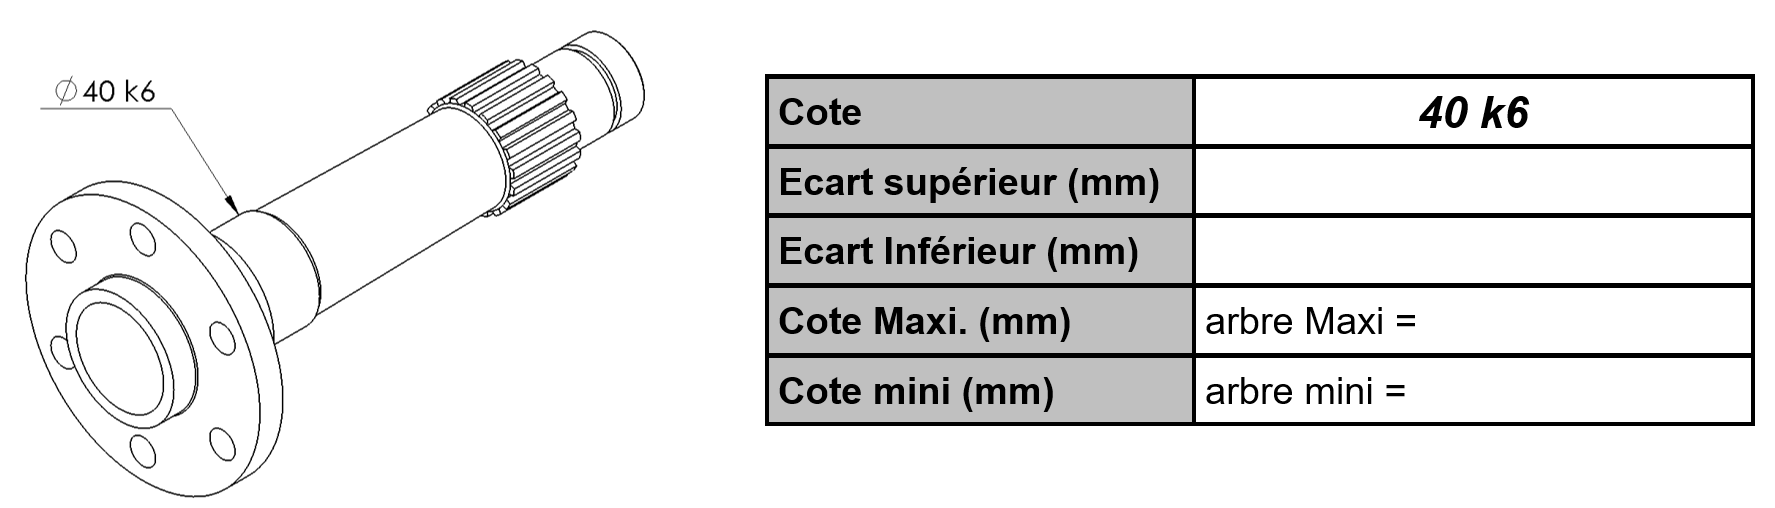 ⌀ 40 k6
Cote 40 k6
Ecart supérieur (mm)
Ecart Inférieur (mm)
Cote Maxi. (mm) arbre Maxi =
Cote mini (mm) arbre mini =